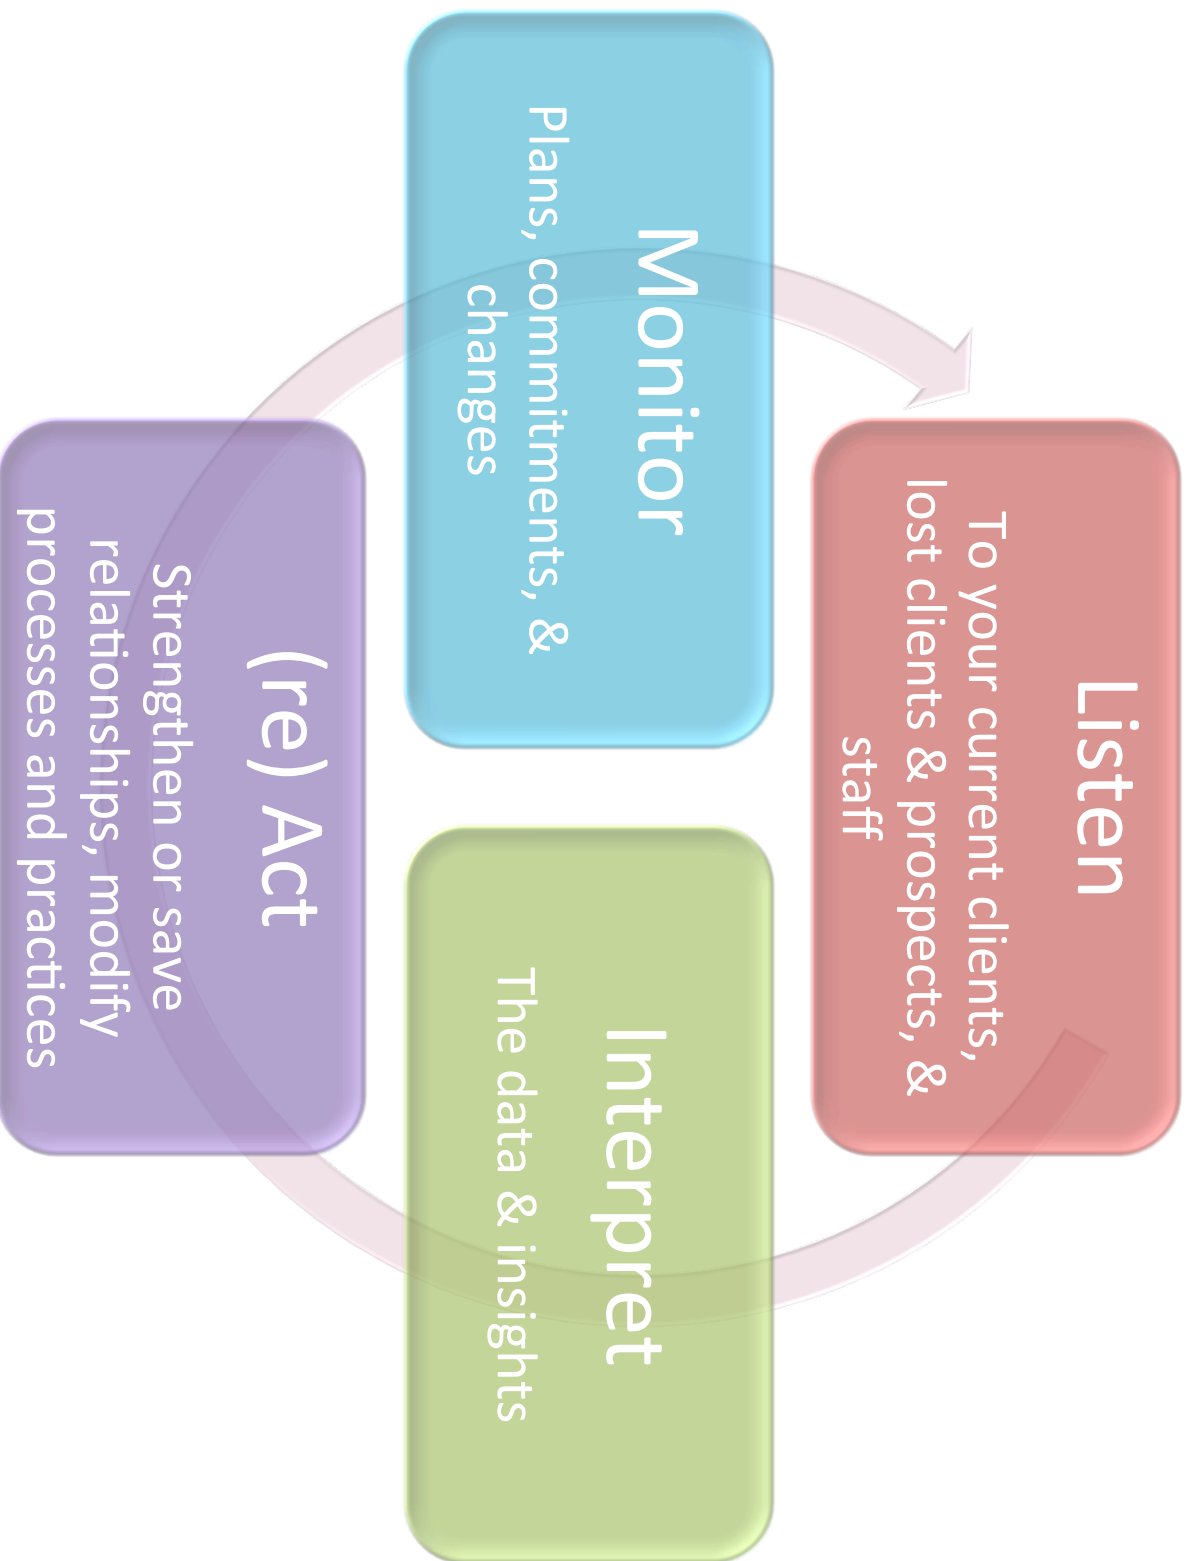 Listen
To your current clients,
lost clients & prospects, &
staff
Interpret
The data & insights
(re) Act
Strengthen or save
relationships, modify
processes and practices
Monitor
Plans, commitments, &
changes